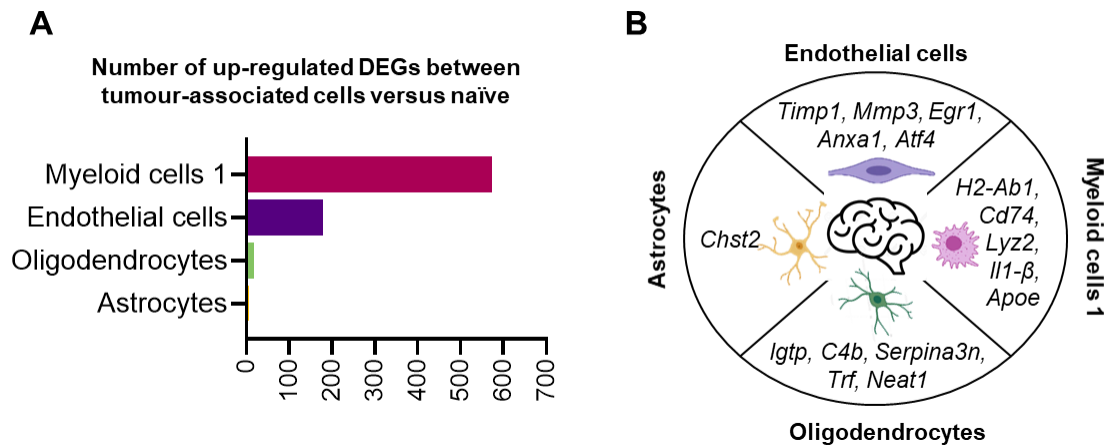 A
Number of up-regulated DEGs between
tumour-associated cells versus naïve
Myeloid cells 1
Endothelial cells
Oligodendrocytes
Astrocytes
0
100
200
300
400
500
600
700
B
Endothelial cells
Timp1, Mmp3, Egr1,
Anxa1, Atf4
Astrocytes
Chst2
H2-Ab1,
Cd74,
Lyz2,
Il1-β,
Apoe
Myeloid cells 1
Igtp, C4b, Serpina3n,
Trf, Neat1
Oligodendrocytes